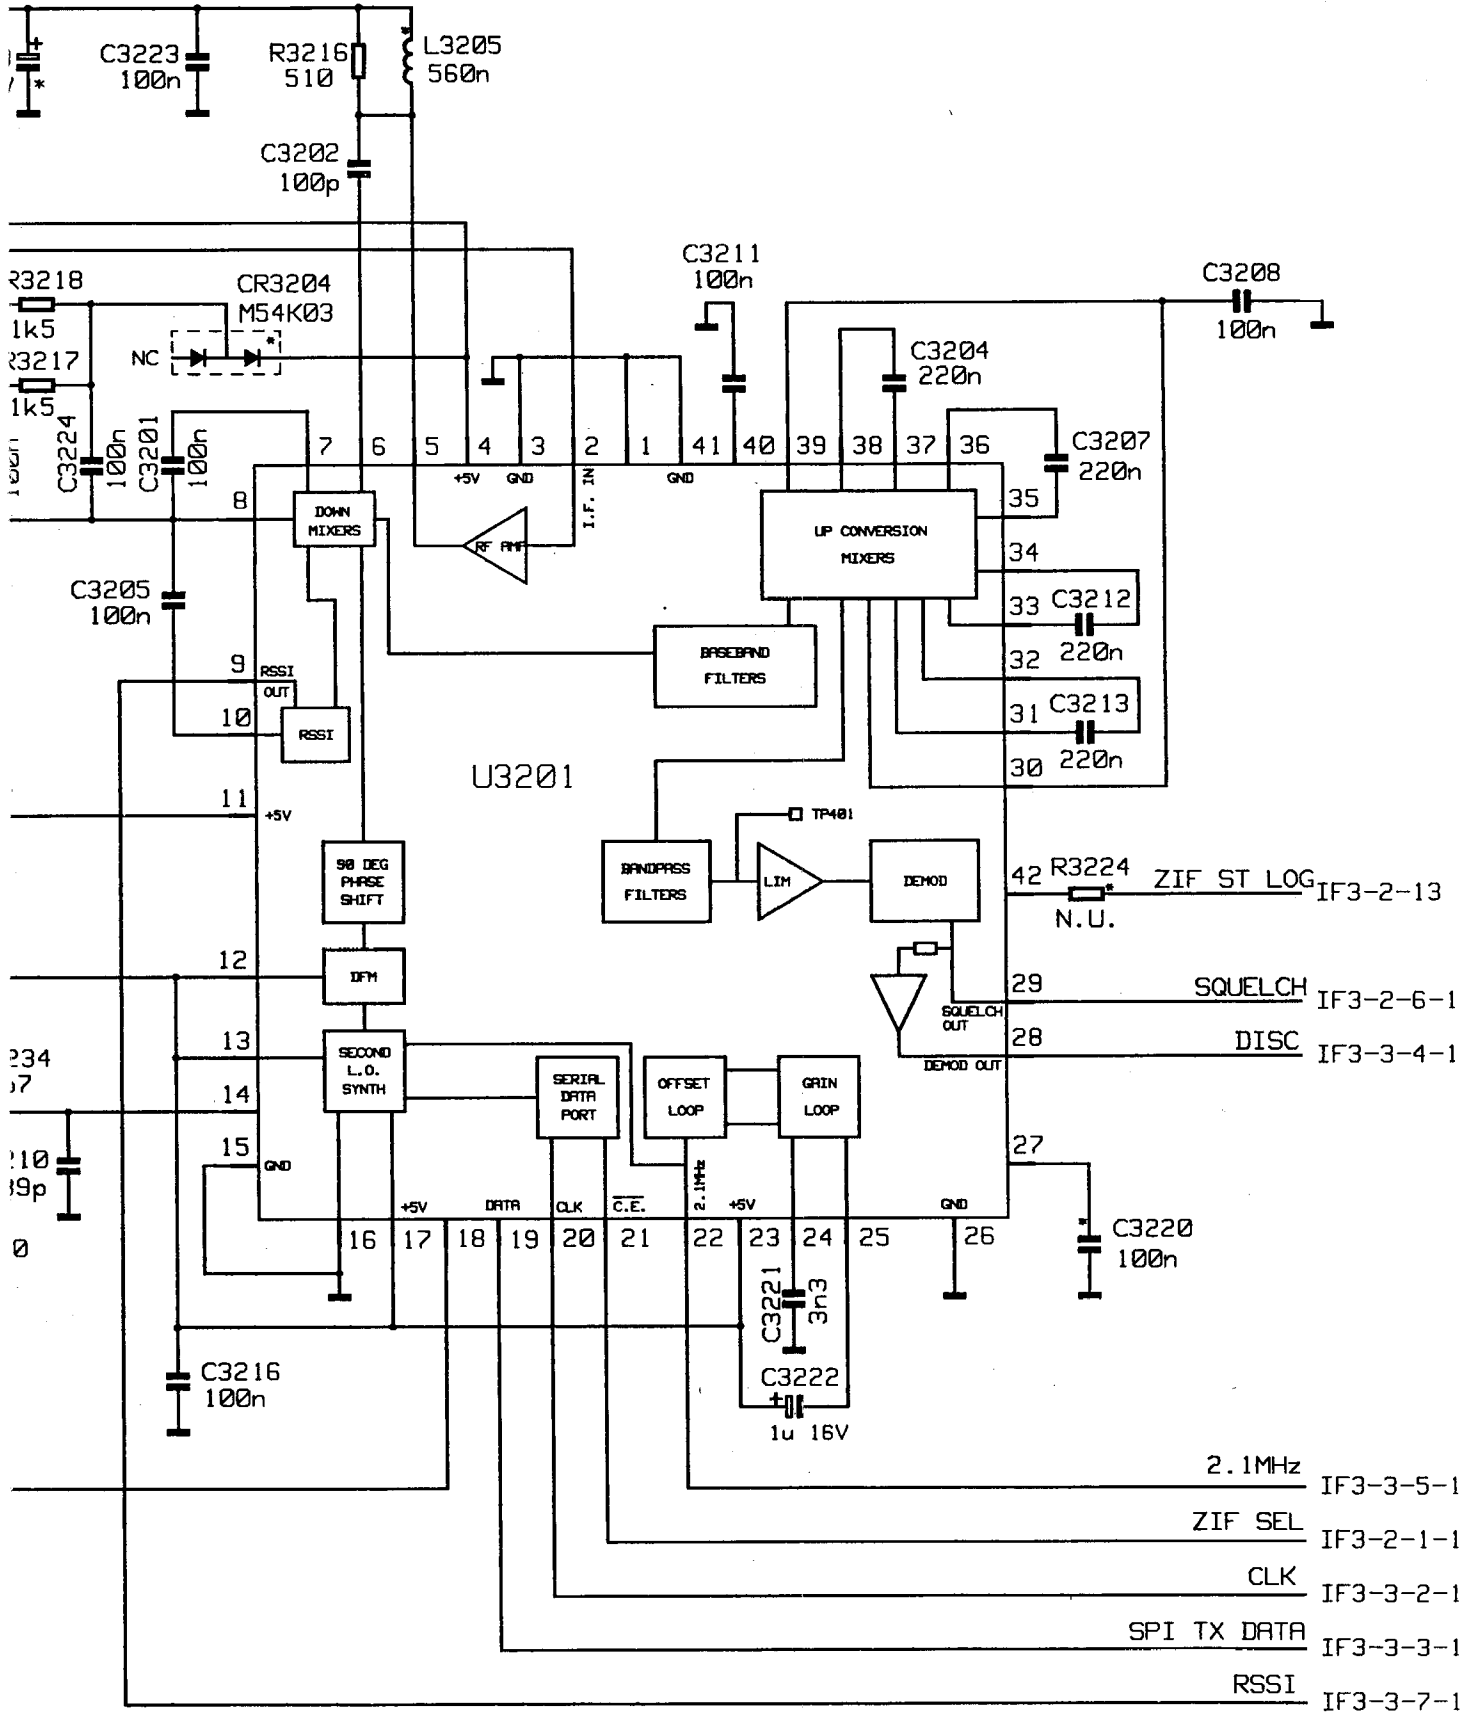 C3223
100n
R3216
510
L3205
560n
*
+
*
C3202
100p
C3211
100n
C3208
100n
R3218
1k5
R3217
1k5
CR3204
M54K03
*
NC
C3204
220n
C3207
220n
C3224
100n
C3201
100n
100n
7 6 5 4 3 2 1 41 40 39 38 37 36
+5V GND I.F. IN GND
8
DOWN
MIXERS
RF AMP
UP CONVERSION
MIXERS
35
34
33
C3212
220n
32
31
C3213
220n
30
C3205
100n
BASEBAND
FILTERS
9
RSSI
OUT
10
RSSI
U3201
11
+5V
TP401
90 DEG
PHASE
SHIFT
BANDPASS
FILTERS
LIM
DEMOD
42
R3224
*
N.U.
ZIF ST LOG
IF3-2-13
12
DFM
29
SQUELCH
OUT
SQUELCH
IF3-2-6-1
28
DEMOD OUT
DISC
IF3-3-4-1
13
SECOND
L.O.
SYNTH
SERIAL
DATA
PORT
OFFSET
LOOP
GAIN
LOOP
234
14
15
GND
210
39p
0
27
+5V DATA CLK C.E. 2.1MHz +5V GND
16 17 18 19 20 21 22 23 24 25 26
*
C3220
100n
C3221
3n3
C3216
100n
C3222
+
1u 16V
2.1MHz
IF3-3-5-1
ZIF SEL
IF3-2-1-1
CLK
IF3-3-2-1
SPI TX DATA
IF3-3-3-1
RSSI
IF3-3-7-1